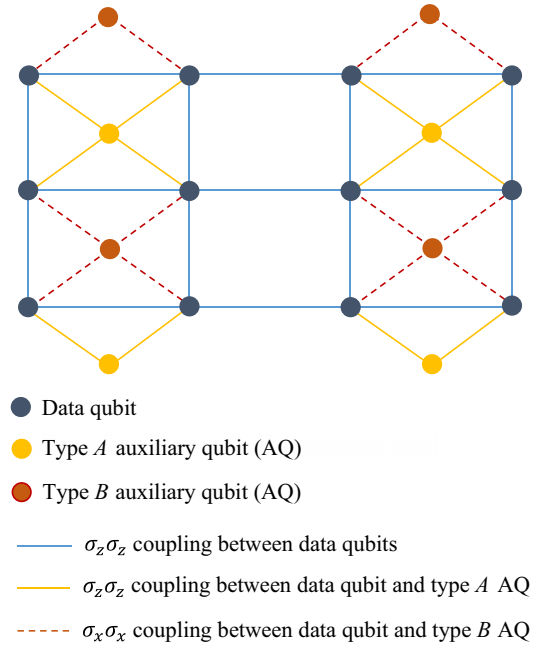 Data qubit
Type A auxiliary qubit (AQ)
Type B auxiliary qubit (AQ)
σzσz coupling between data qubits
σzσz coupling between data qubit and type A AQ
σxσx coupling between data qubit and type B AQ